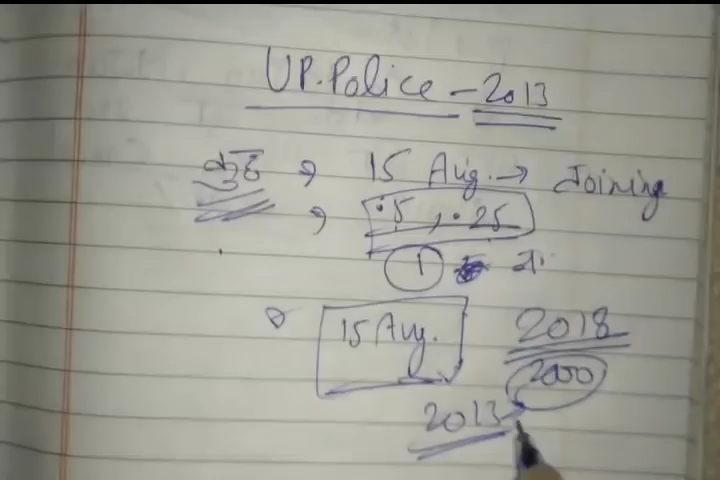 UP. Police - 2013
15 Aug. → Joining
.5, .25
1
15 Aug. 2018
2000
2013